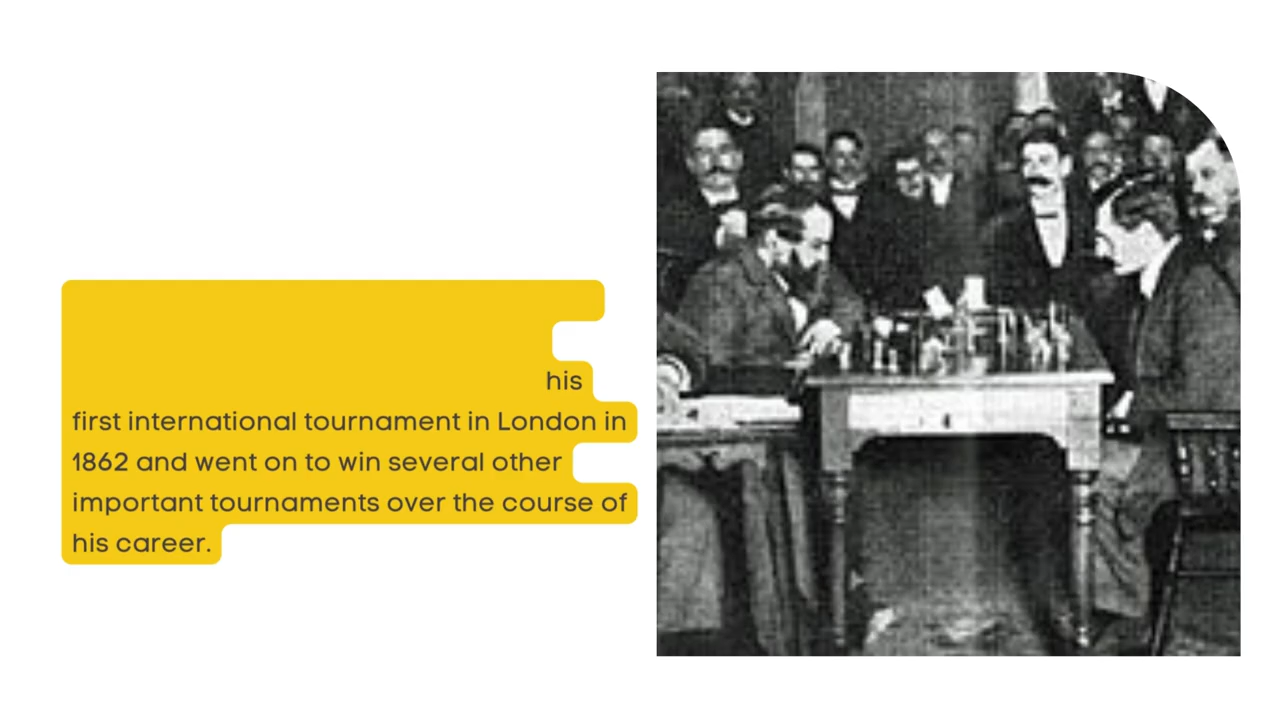 his
first international tournament in London in
1862 and went on to win several other
important tournaments over the course of
his career.